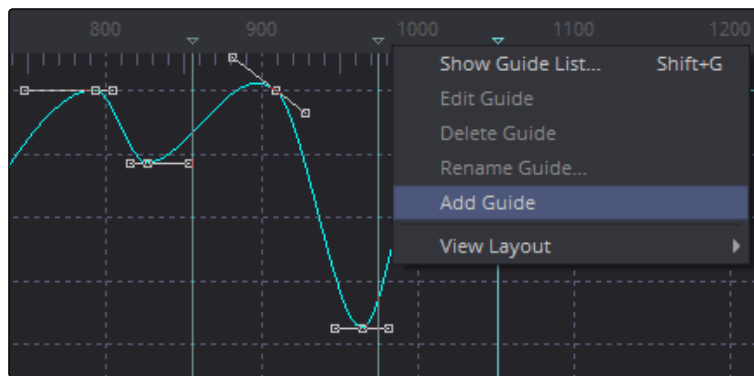 800 900 1000 1100 1200
Show Guide List... Shift+G
Edit Guide
Delete Guide
Rename Guide...
Add Guide
View Layout